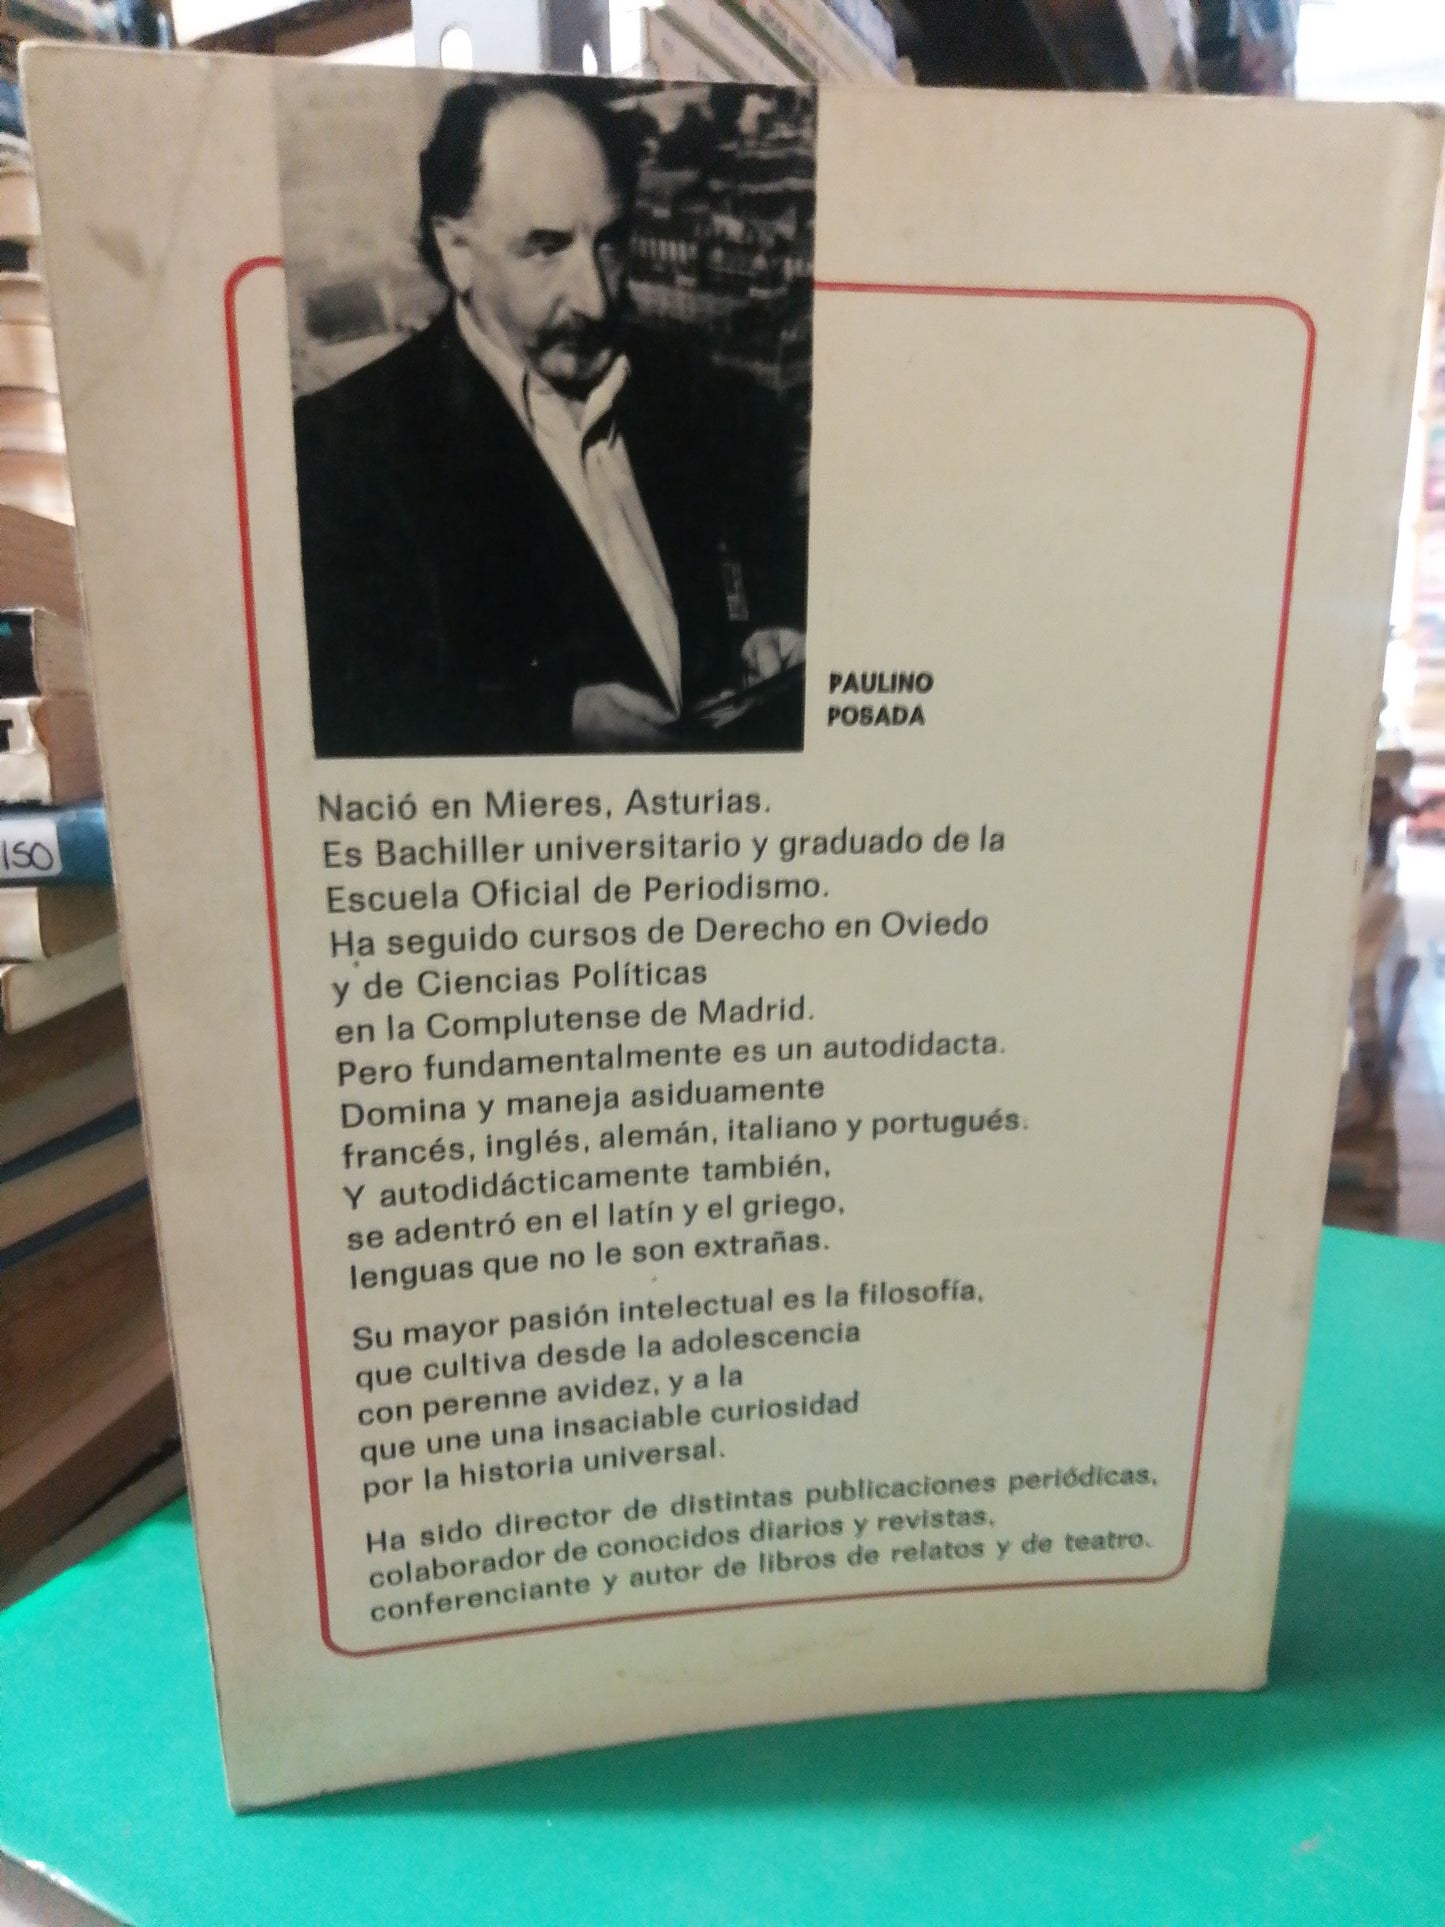 ISO
PAULINO
POSADA
Nació en Mieres, Asturias.
Es Bachiller universitario y graduado de la
Escuela Oficial de Periodismo.
Ha seguido cursos de Derecho en Oviedo
y de Ciencias Políticas
en la Complutense de Madrid.
Pero fundamentalmente es un autodidacta.
Domina y maneja asiduamente
francés, inglés, alemán, italiano y portugués.
Y autodidácticamente también,
se adentró en el latín y el griego,
lenguas que no le son extrañas.
Su mayor pasión intelectual es la filosofía,
que cultiva desde la adolescencia
con perenne avidez, y a la
que une una insaciable curiosidad
por la historia universal.
Ha sido director de distintas publicaciones periódicas,
colaborador de conocidos diarios y revistas,
conferenciante y autor de libros de relatos y de teatro.